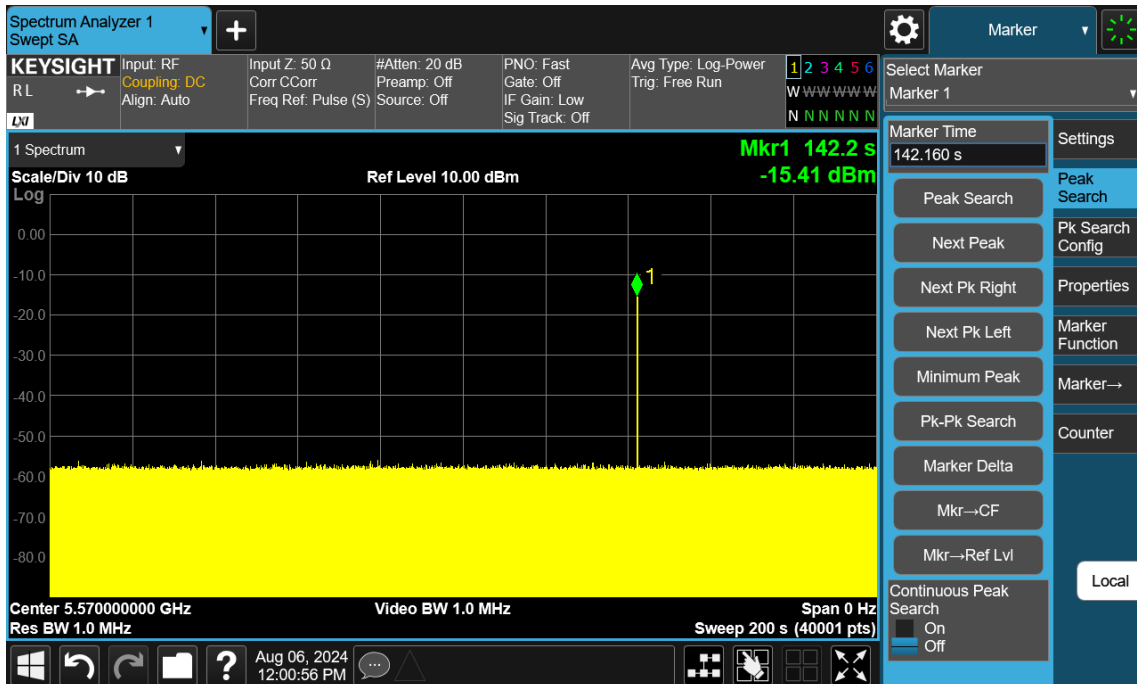 Spectrum Analyzer 1
Swept SA
+
Marker
KEYSIGHT
RL
LXI
Input: RF
Coupling: DC
Align: Auto
Input Z: 50 Ω
Corr CCorr
Freq Ref: Pulse (S)
#Atten: 20 dB
Preamp: Off
Source: Off
PNO: Fast
Gate: Off
IF Gain: Low
Sig Track: Off
Avg Type: Log-Power
Trig: Free Run
1 2 3 4 5 6
W W W W W W
N N N N N N
Select Marker
Marker 1
1 Spectrum
Mkr1 142.2 s
-15.41 dBm
Scale/Div 10 dB
Ref Level 10.00 dBm
Log
0.00
-10.0
-20.0
-30.0
-40.0
-50.0
-60.0
-70.0
-80.0
1
Center 5.570000000 GHz
Video BW 1.0 MHz
Span 0 Hz
Res BW 1.0 MHz
Sweep 200 s (40001 pts)
Marker Time
142.160 s
Peak Search
Next Peak
Next Pk Right
Next Pk Left
Minimum Peak
Pk-Pk Search
Marker Delta
Mkr→CF
Mkr→Ref Lvl
Continuous Peak
Search
On
Off
Settings
Peak
Search
Pk Search
Config
Properties
Marker
Function
Marker→
Counter
Local
?
Aug 06, 2024
12:00:56 PM